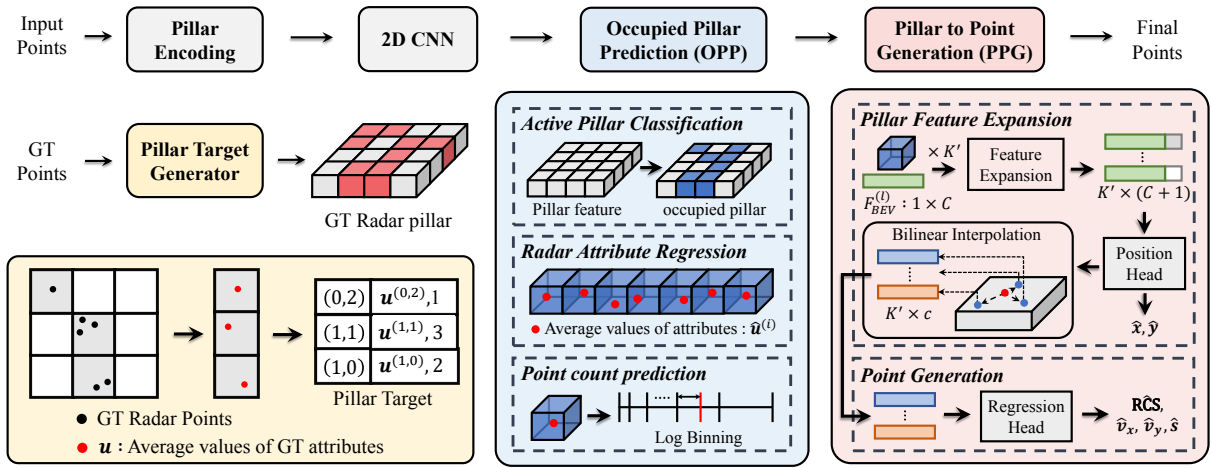 Input
Points
Pillar
Encoding
2D CNN
Occupied Pillar
Prediction (OPP)
Pillar to Point
Generation (PPG)
Final
Points
GT
Points
Pillar Target
Generator
GT Radar pillar
(0,2) 𝒖^(0,2), 1
(1,1) 𝒖^(1,1), 3
(1,0) 𝒖^(1,0), 2
Pillar Target
GT Radar Points
𝒖 : Average values of GT attributes
Active Pillar Classification
Pillar feature
occupied pillar
Radar Attribute Regression
Average values of attributes : 𝒖̂^(i)
Point count prediction
Log Binning
Pillar Feature Expansion
× K′
F_BEV^(l) : 1 × C
Feature
Expansion
⋮
K′ × (C + 1)
Bilinear Interpolation
⋮
K′ × c
Position
Head
x̂, ŷ
Point Generation
⋮
Regression
Head
RĈS,
v̂_x, v̂_y, ŝ